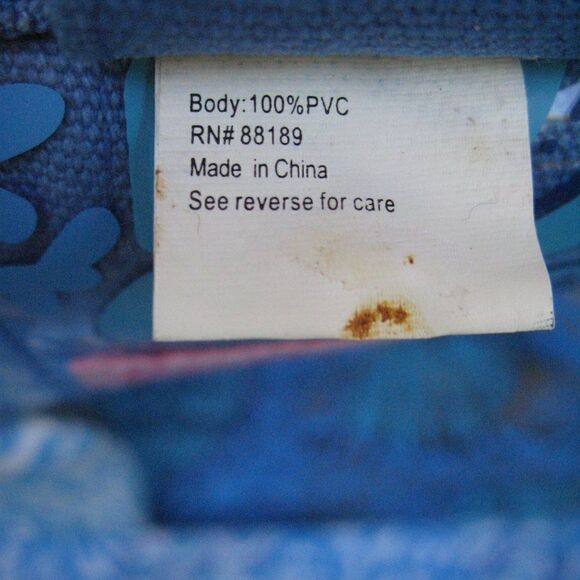 Body:100%PVC
RN# 88189
Made in China
See reverse for care